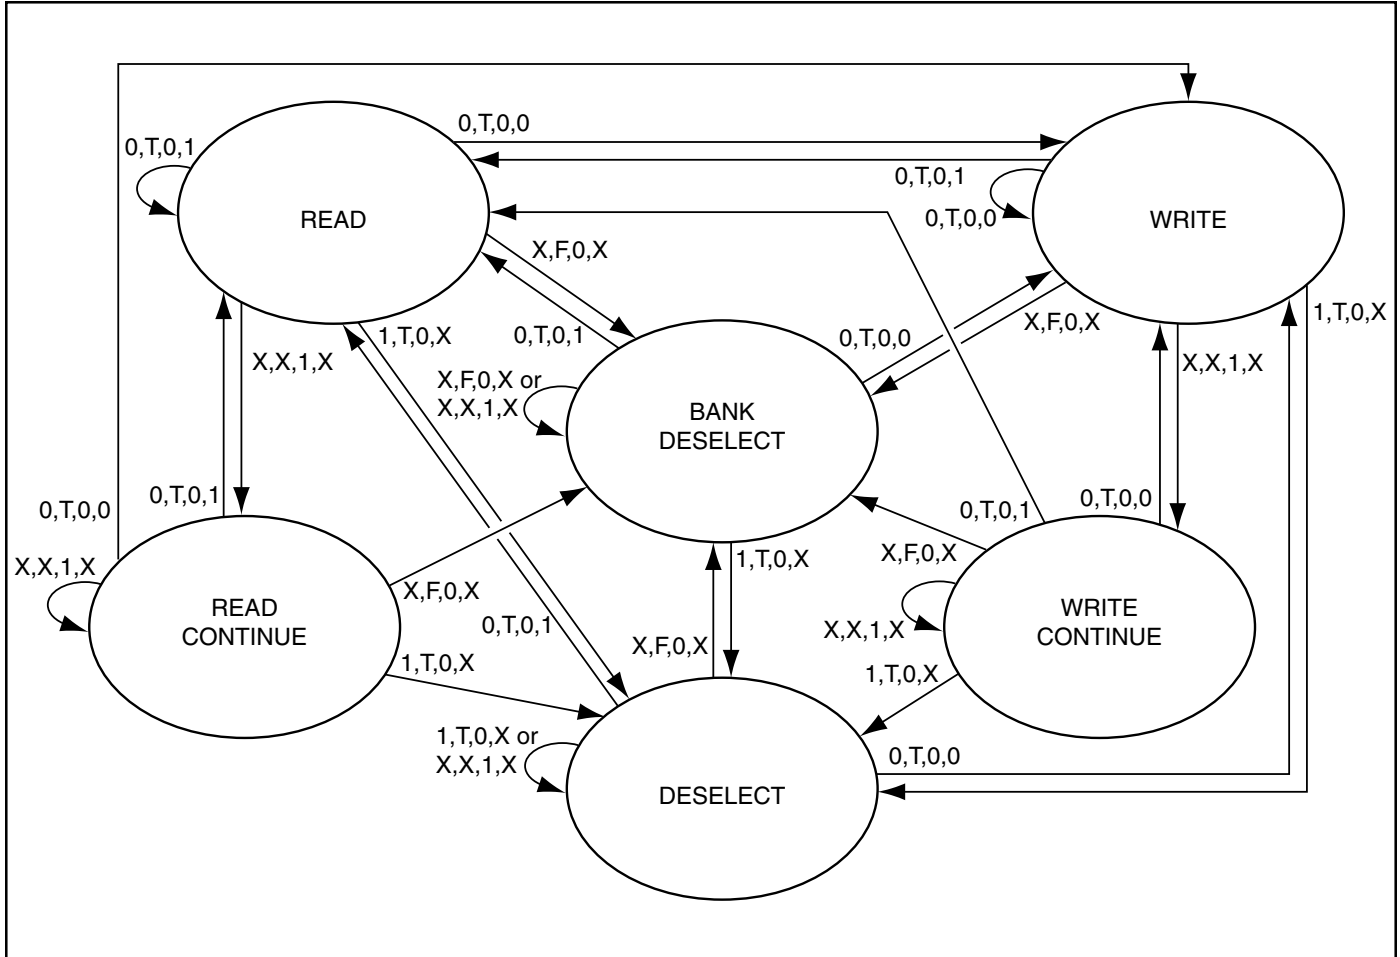 0,T,0,0
0,T,0,1
0,T,0,1
READ
0,T,0,0
WRITE
X,F,0,X
1,T,0,X
X,F,0,X
0,T,0,1
1,T,0,X
0,T,0,0
X,X,1,X
X,X,1,X
X,F,0,X or
X,X,1,X
BANK
DESELECT
0,T,0,0
0,T,0,1
0,T,0,1
0,T,0,0
X,F,0,X
1,T,0,X
X,X,1,X
READ
CONTINUE
X,F,0,X
0,T,0,1
X,F,0,X
X,X,1,X
WRITE
CONTINUE
1,T,0,X
1,T,0,X
1,T,0,X or
X,X,1,X
DESELECT
0,T,0,0